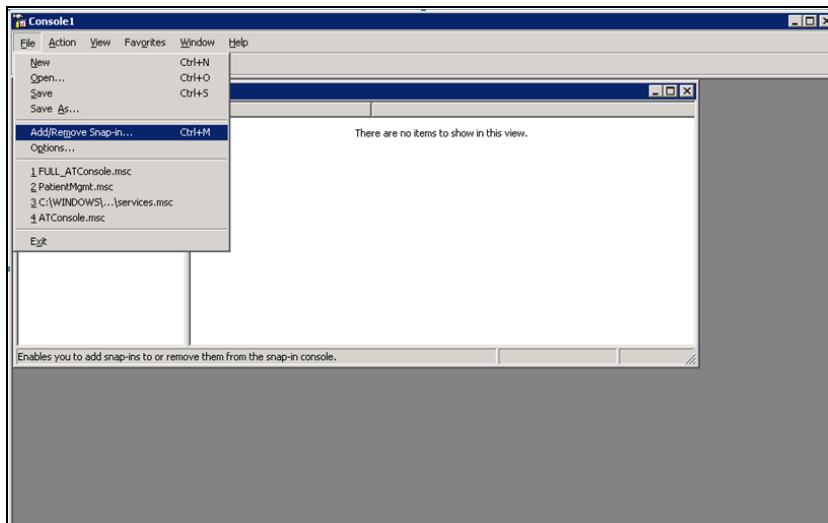 Console1
File Action View Favorites Window Help
New Ctrl+N
Open... Ctrl+O
Save Ctrl+S
Save As...
Add/Remove Snap-in... Ctrl+M
Options...
1 FULL_ATConsole.msc
2 PatientMgmt.msc
3 C:\WINDOWS\...\services.msc
4 ATConsole.msc
Exit
There are no items to show in this view.
Enables you to add snap-ins to or remove them from the snap-in console.